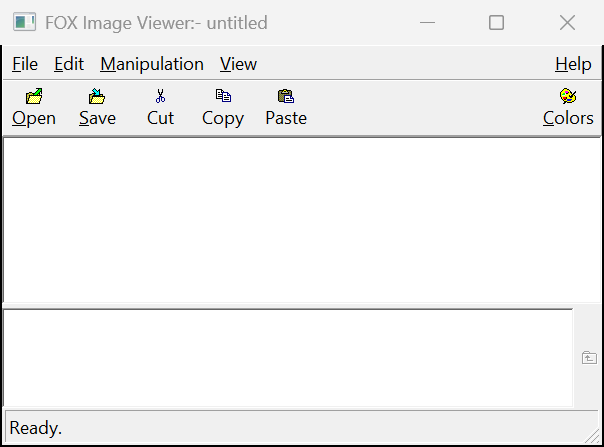 FOX Image Viewer:- untitled
File Edit Manipulation View Help
Open Save Cut Copy Paste Colors
Ready.